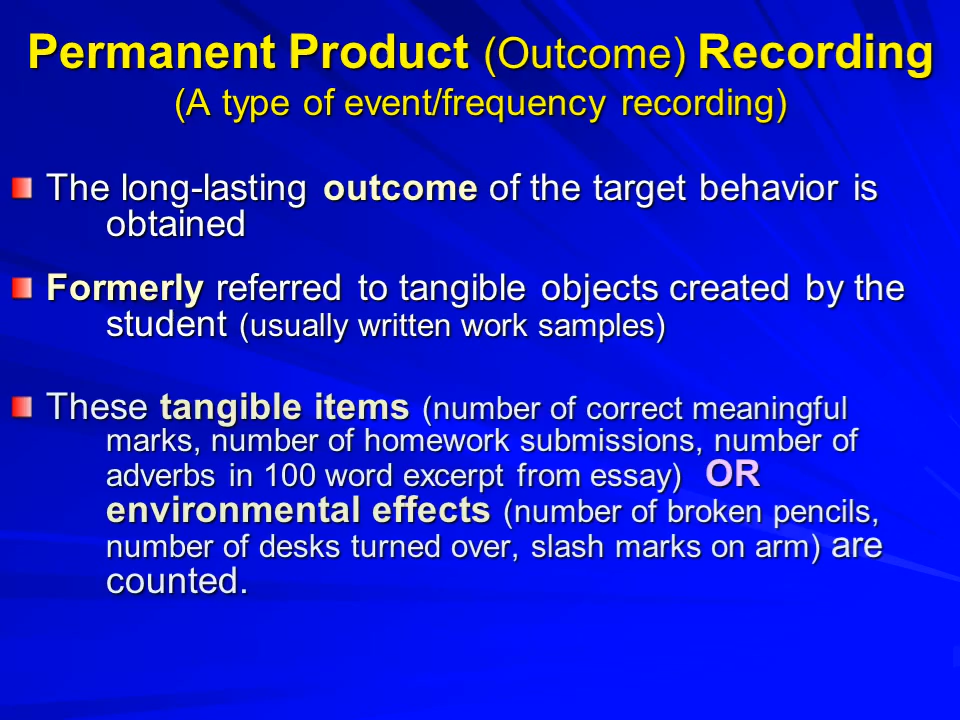 Permanent Product (Outcome) Recording
(A type of event/frequency recording)
The long-lasting outcome of the target behavior is
obtained
Formerly referred to tangible objects created by the
student (usually written work samples)
These tangible items (number of correct meaningful
marks, number of homework submissions, number of
adverbs in 100 word excerpt from essay) OR
environmental effects (number of broken pencils,
number of desks turned over, slash marks on arm) are
counted.